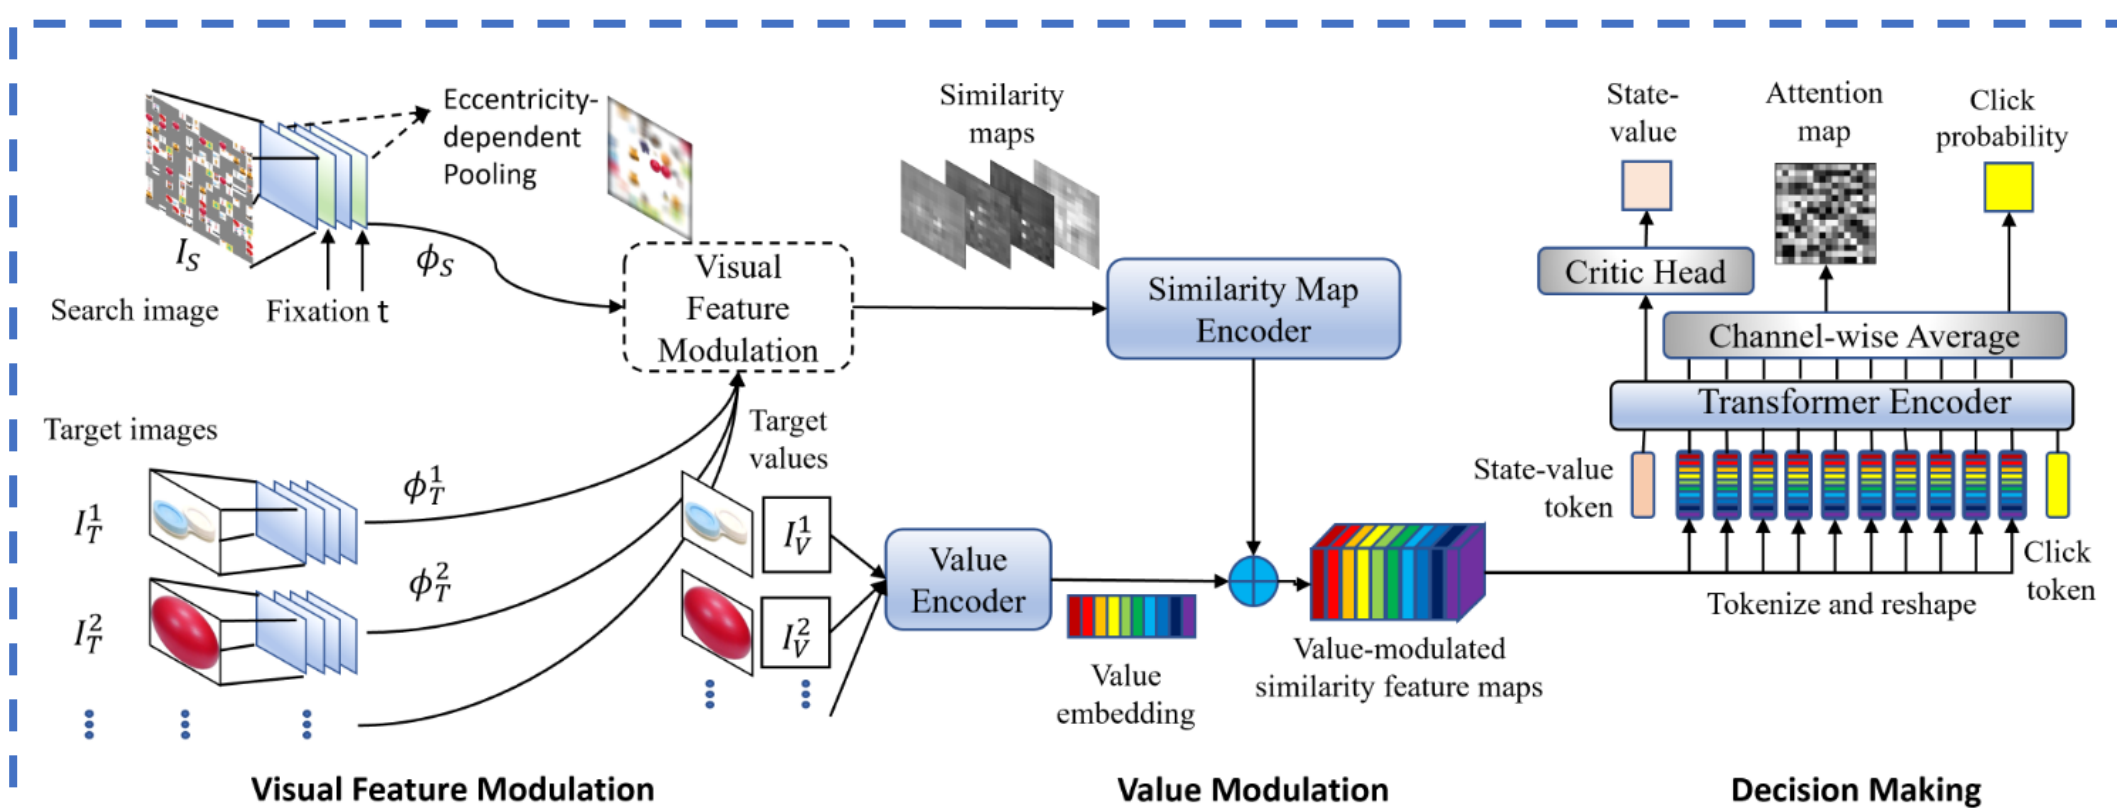 Eccentricity-
dependent
Pooling
I_S
Search image
Fixation t
ϕ_S
Visual
Feature
Modulation
Target images
I_T^1
ϕ_T^1
I_T^2
ϕ_T^2
Target
values
I_V^1
I_V^2
Visual Feature Modulation
Similarity
maps
Similarity Map
Encoder
Value
Encoder
Value
embedding
Value-modulated
similarity feature maps
Value Modulation
State-
value
Attention
map
Click
probability
Critic Head
Channel-wise Average
Transformer Encoder
State-value
token
Click
token
Tokenize and reshape
Decision Making